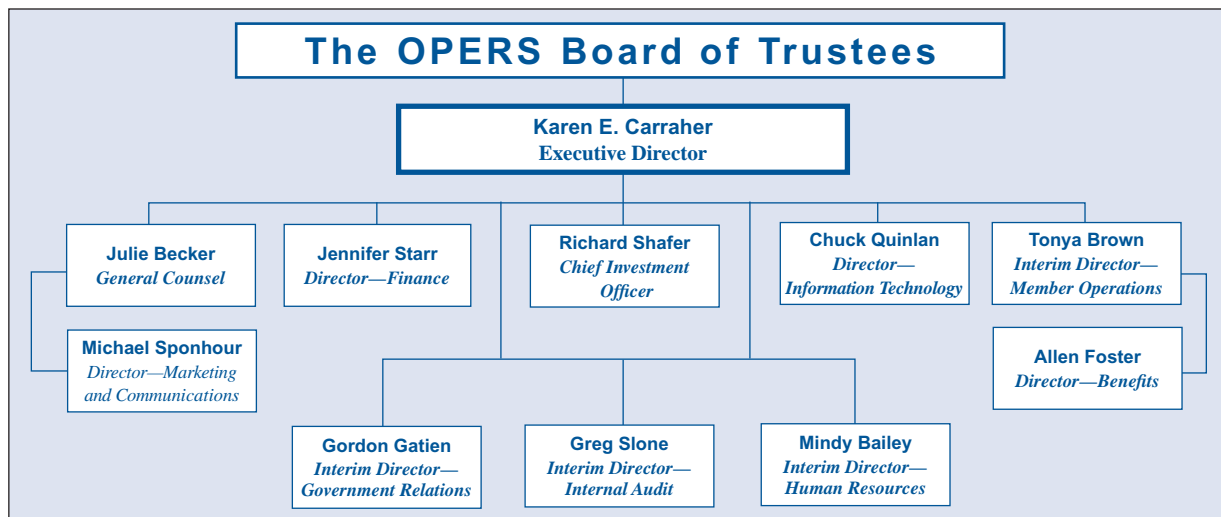 The OPERS Board of Trustees
Karen E. Carraher
Executive Director
Julie Becker
General Counsel
Jennifer Starr
Director—Finance
Richard Shafer
Chief Investment
Officer
Chuck Quinlan
Director—
Information Technology
Tonya Brown
Interim Director—
Member Operations
Michael Sponhour
Director—Marketing
and Communications
Allen Foster
Director—Benefits
Gordon Gatien
Interim Director—
Government Relations
Greg Slone
Interim Director—
Internal Audit
Mindy Bailey
Interim Director—
Human Resources